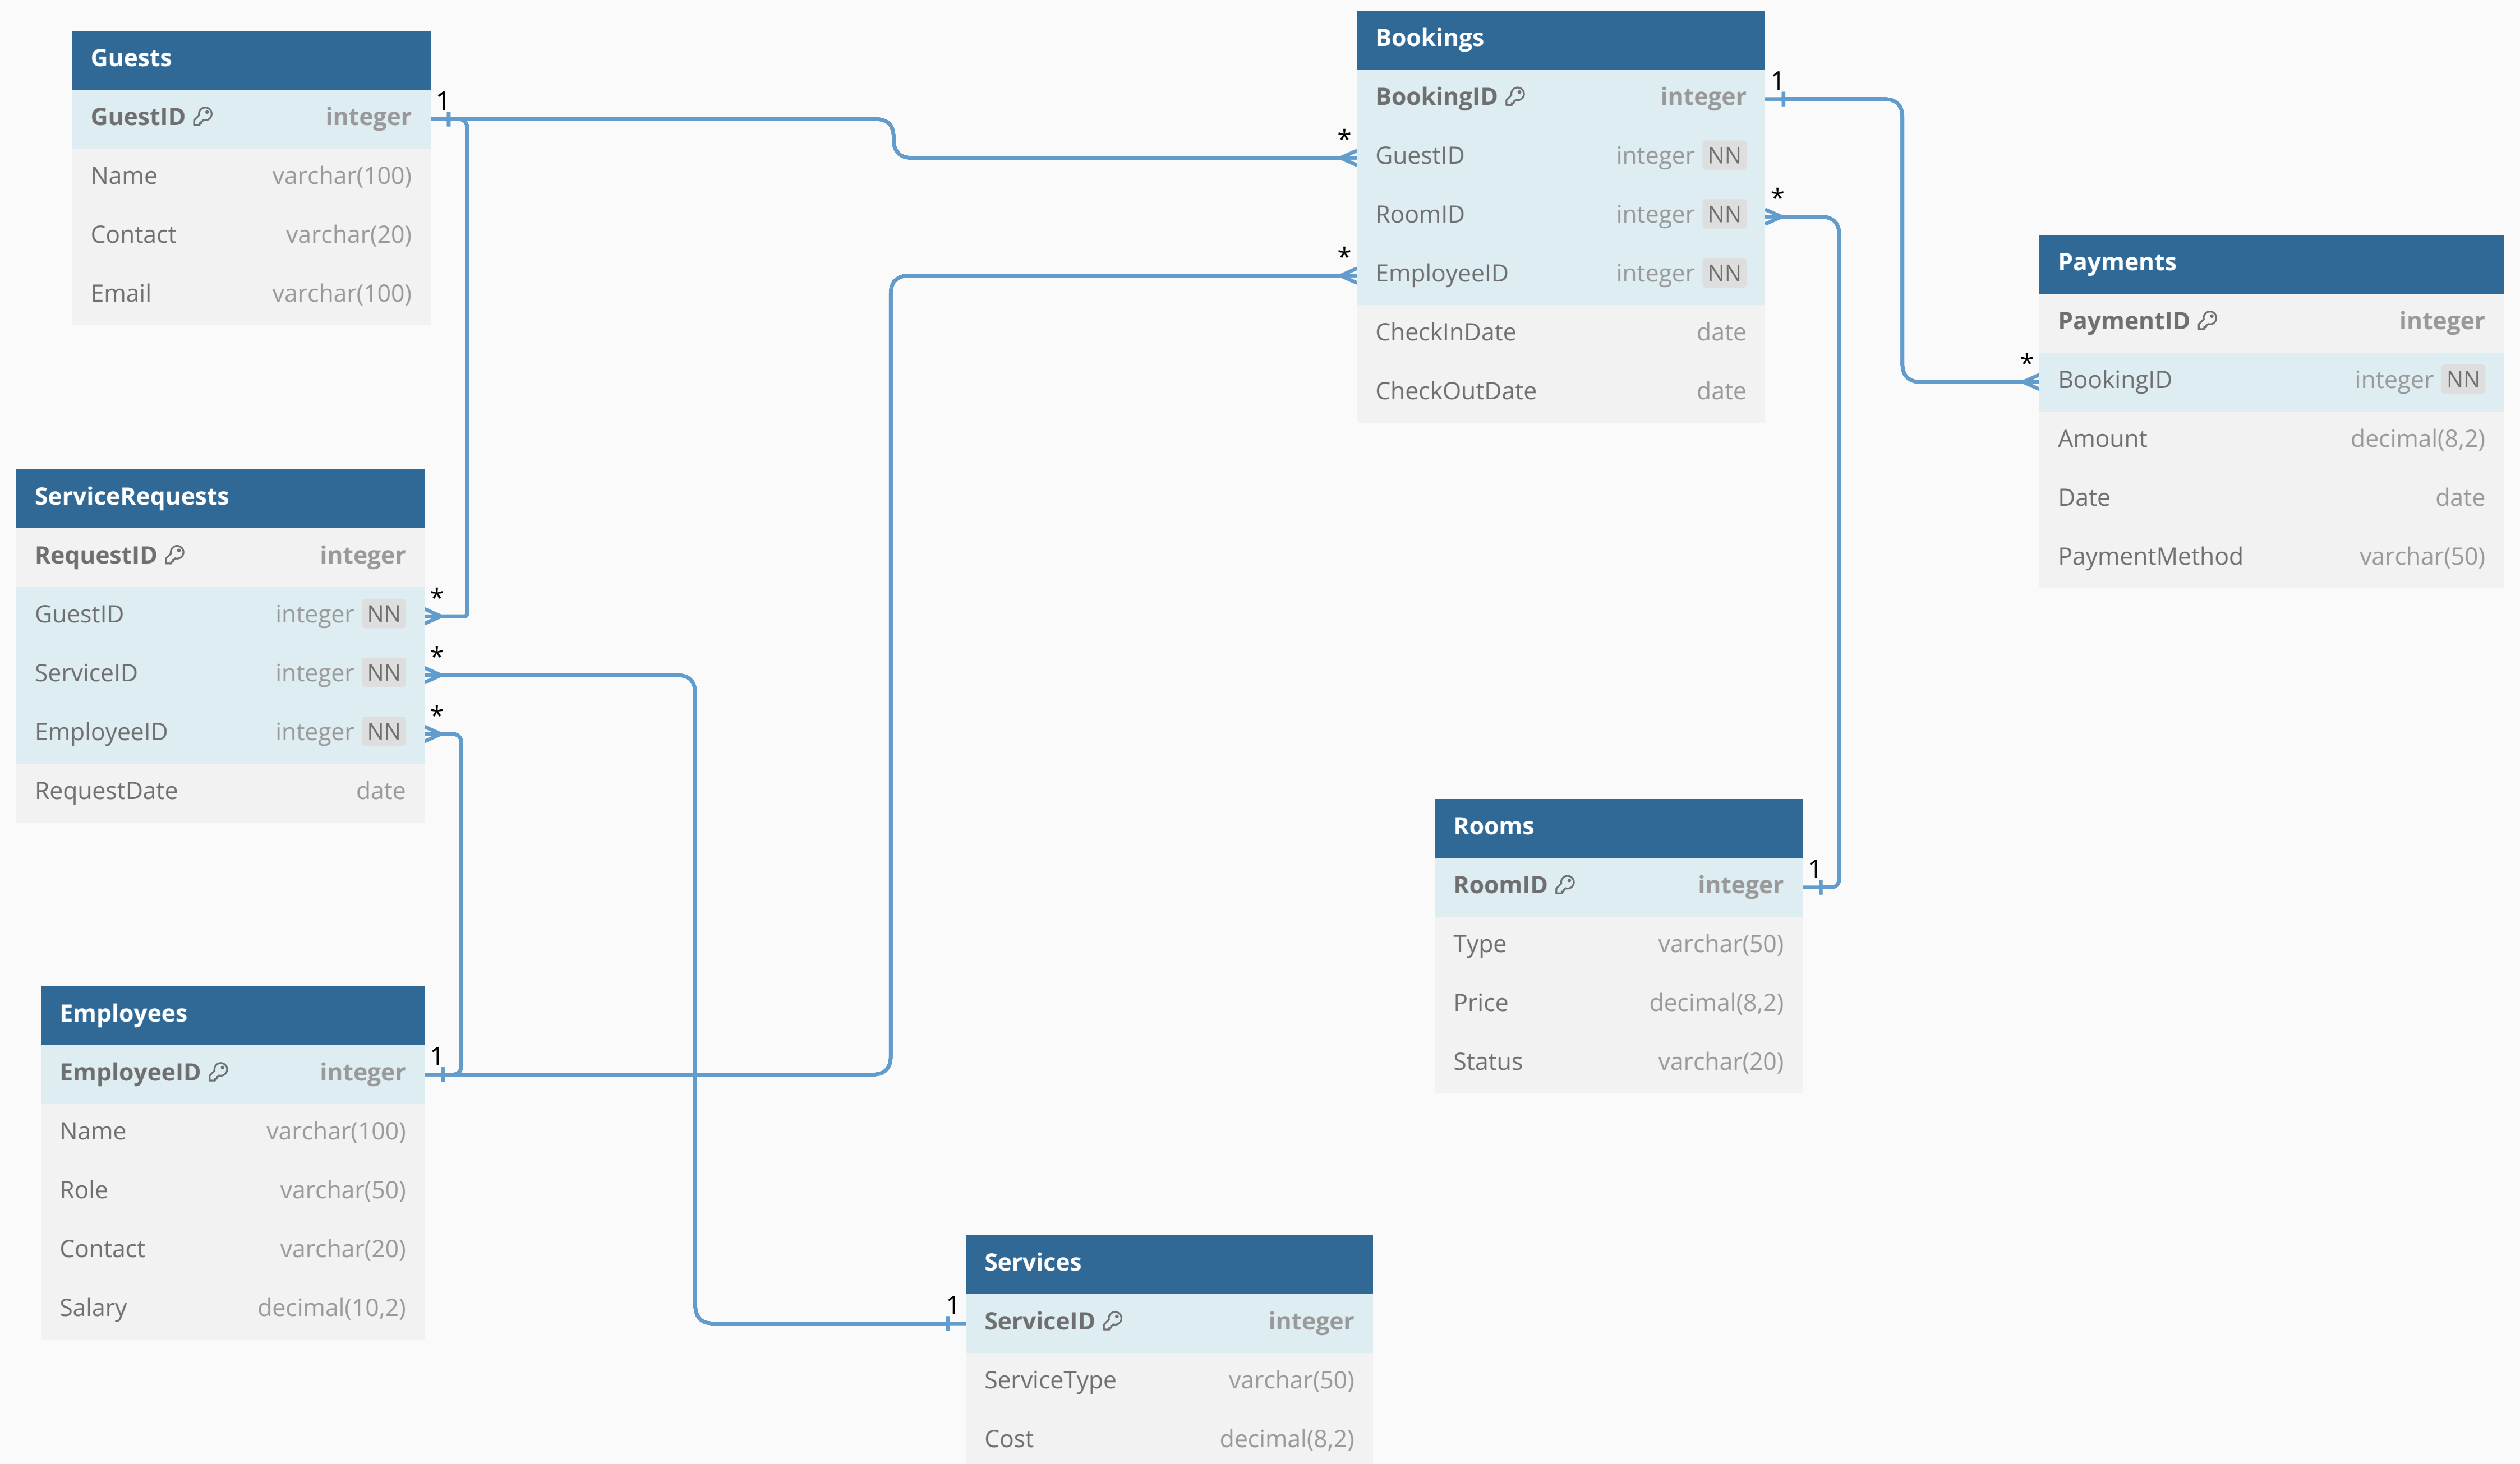 Guests
1
GuestID integer
Name varchar(100)
Contact varchar(20)
Email varchar(100)
Bookings
1
BookingID integer
*
GuestID integer NN
*
RoomID integer NN
*
EmployeeID integer NN
CheckInDate date
CheckOutDate date
Payments
PaymentID integer
*
BookingID integer NN
Amount decimal(8,2)
Date date
PaymentMethod varchar(50)
ServiceRequests
RequestID integer
*
GuestID integer NN
*
ServiceID integer NN
*
EmployeeID integer NN
RequestDate date
Rooms
1
RoomID integer
Type varchar(50)
Price decimal(8,2)
Status varchar(20)
Employees
1
EmployeeID integer
Name varchar(100)
Role varchar(50)
Contact varchar(20)
Salary decimal(10,2)
Services
1
ServiceID integer
ServiceType varchar(50)
Cost decimal(8,2)